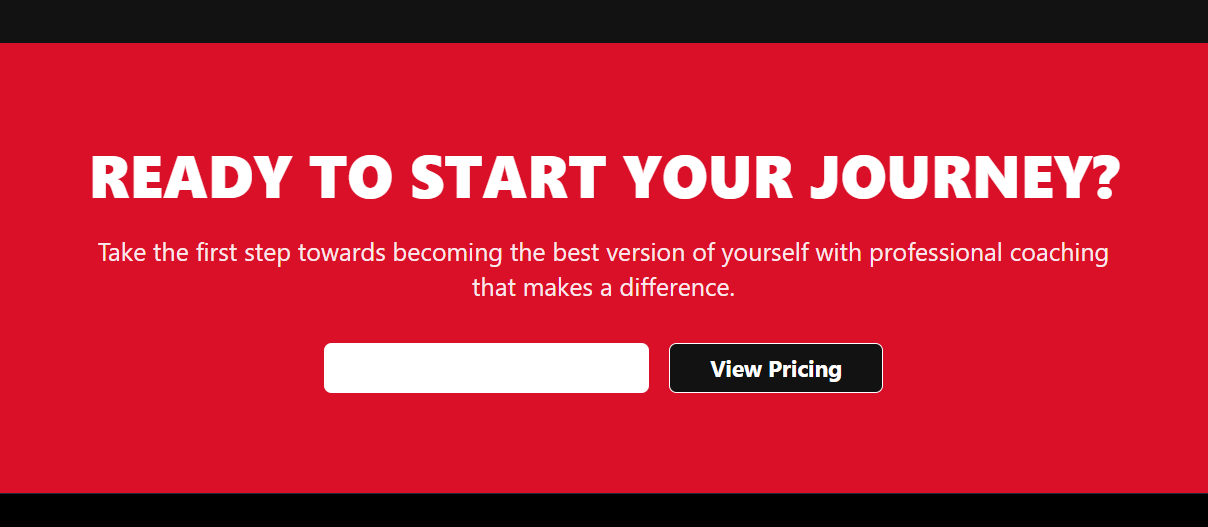 READY TO START YOUR JOURNEY?
Take the first step towards becoming the best version of yourself with professional coaching
that makes a difference.
View Pricing